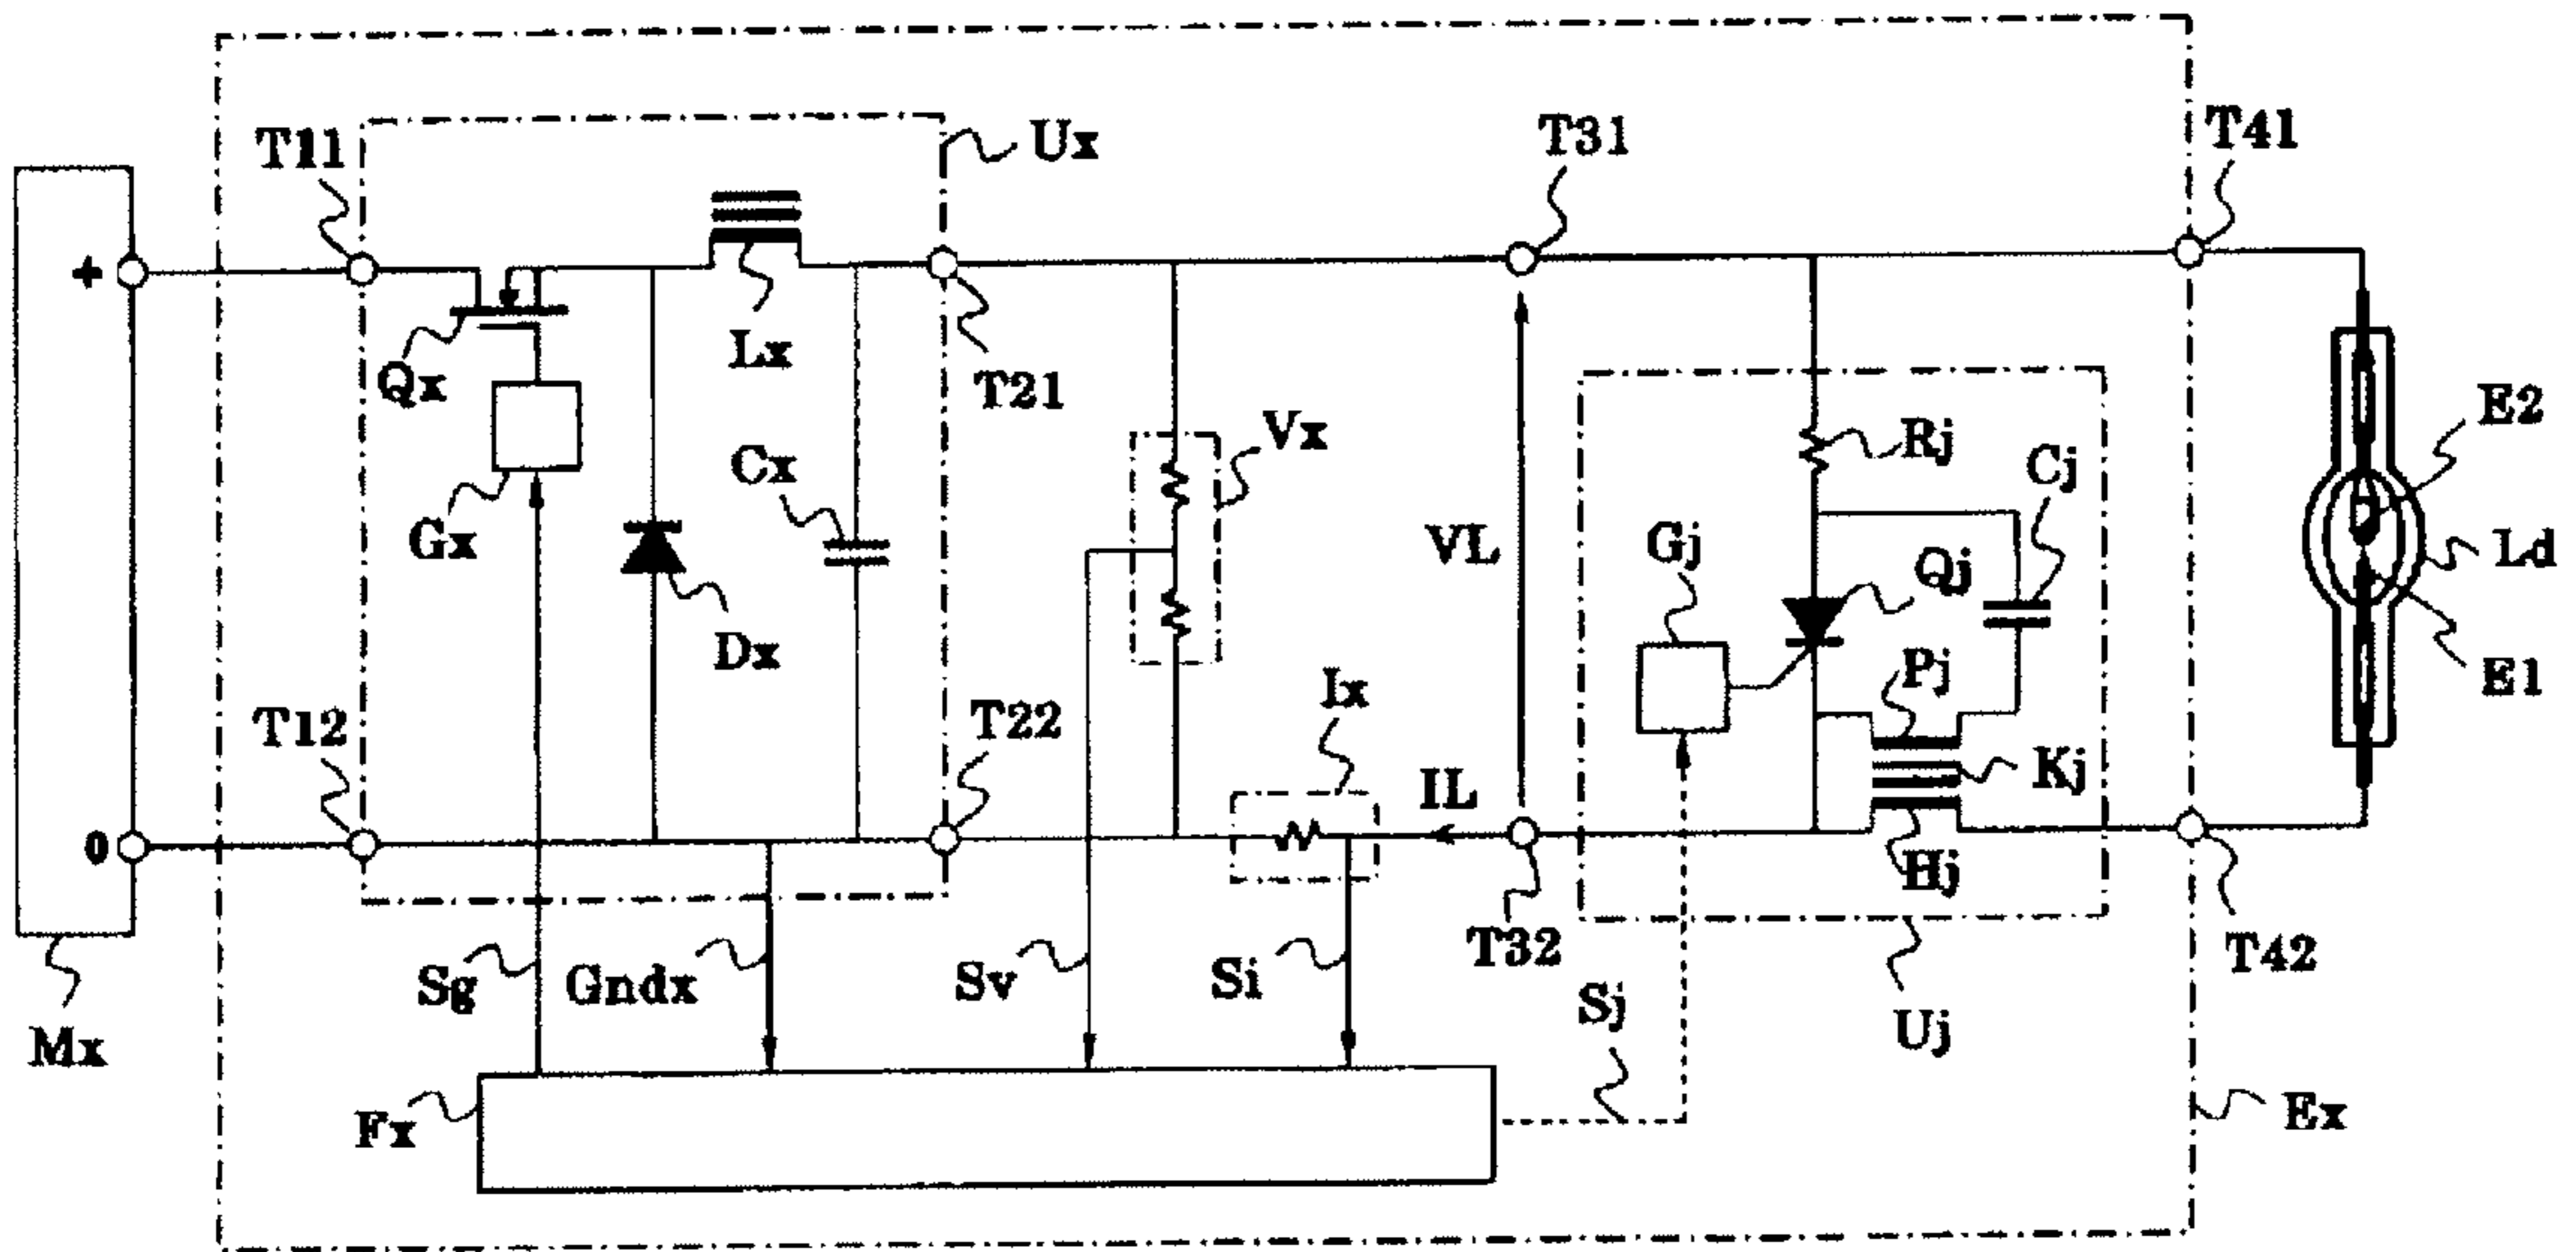 T11
Ux
T31
T41
+
Lx
Qx
T21
E2
Vx
Rj
Cj
Cx
Gx
VL
Gj
Qj
Ld
Dx
Pj
E1
Ix
T12
T22
Kj
IL
0
Hj
T32
T42
Sg
Gndx
Sv
Si
Sj
Uj
Mx
Fx
Ex